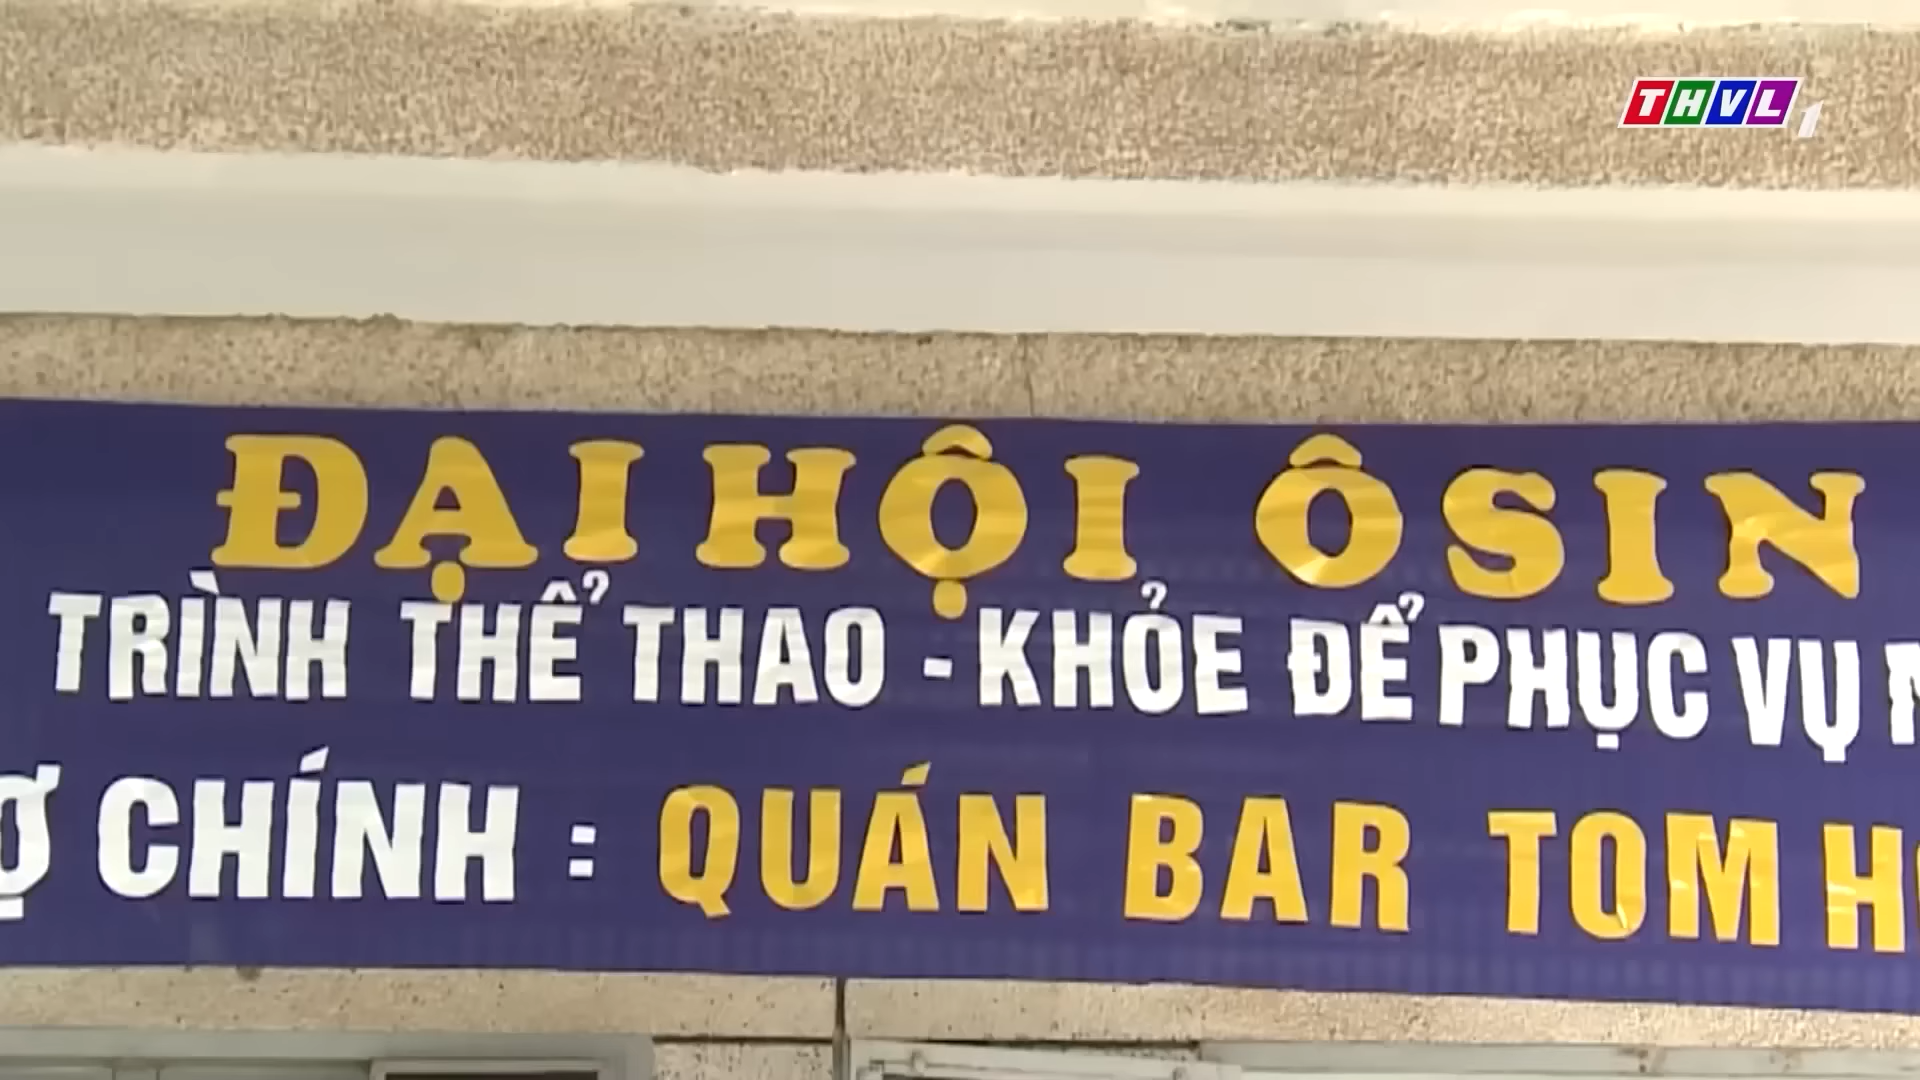 THVL1
ĐẠI HỘI ÔSIN
TRÌNH THỂ THAO - KHỎE ĐỂ PHỤC VỤ
CHÍNH : QUÁN BAR TOM